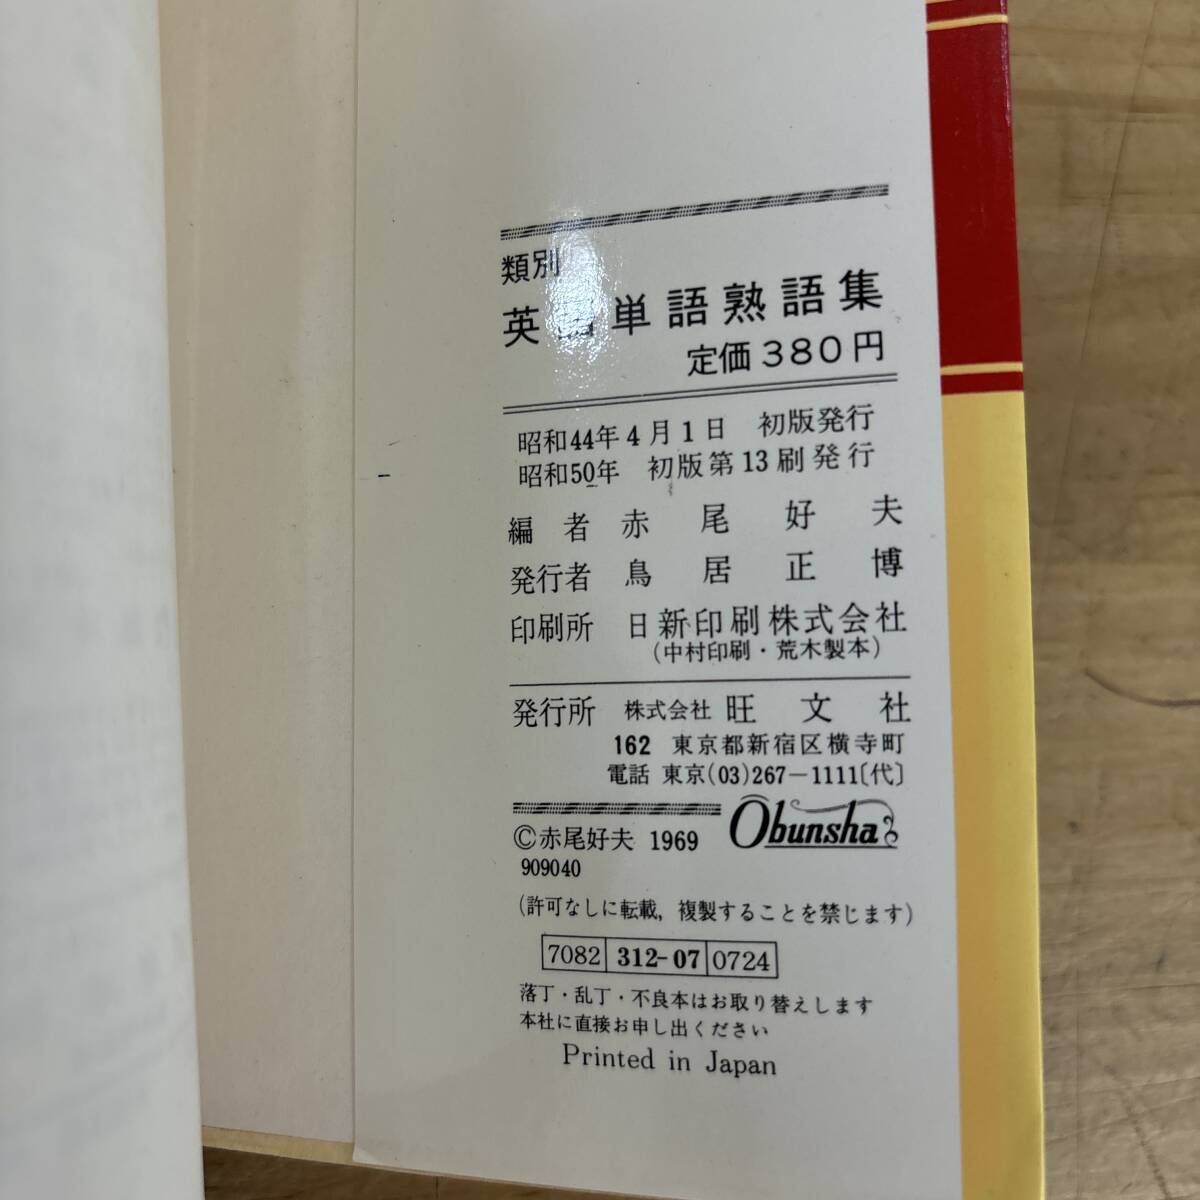 類別
英語単語熟語集
定価380円
昭和44年4月1日 初版発行
昭和50年 初版第13刷発行
編者 赤尾好夫
発行者 鳥居正博
印刷所 日新印刷株式会社
(中村印刷・荒木製本)
発行所 株式会社 旺文社
162 東京都新宿区横寺町
電話 東京(03)267-1111〔代〕
Obunsha
©赤尾好夫 1969
909040
(許可なしに転載,複製することを禁じます)
7082 312-07 0724
落丁・乱丁・不良本はお取り替えします
本社に直接お申し出ください
Printed in Japan